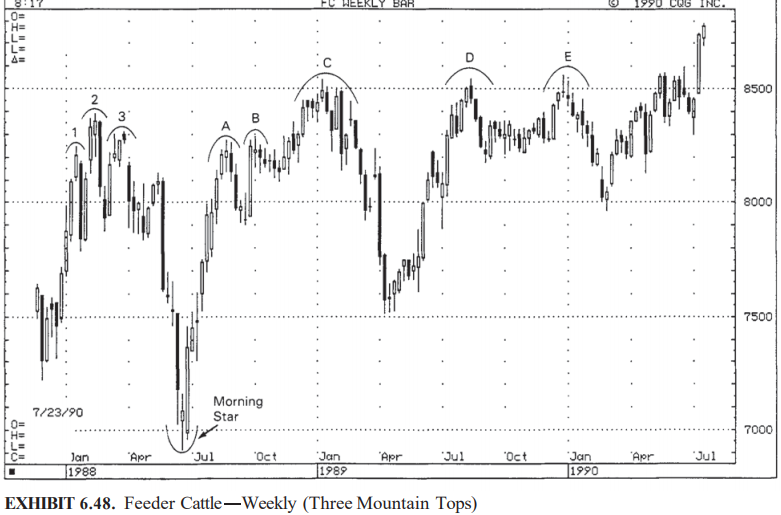 8:17 FC WEEKLY BAR © 1990 CQG INC.
O=
H=
L=
L=
Δ=
C
D
E
8500
2
1
3
A
B
8000
7500
Morning
Star
7/23/90
O=
H=
L=
C=
7000
Jan 'Apr 'Jul 'Oct 'Jan 'Apr 'Jul 'Oct 'Jan 'Apr 'Jul
1988 1989 1990
EXHIBIT 6.48. Feeder Cattle—Weekly (Three Mountain Tops)